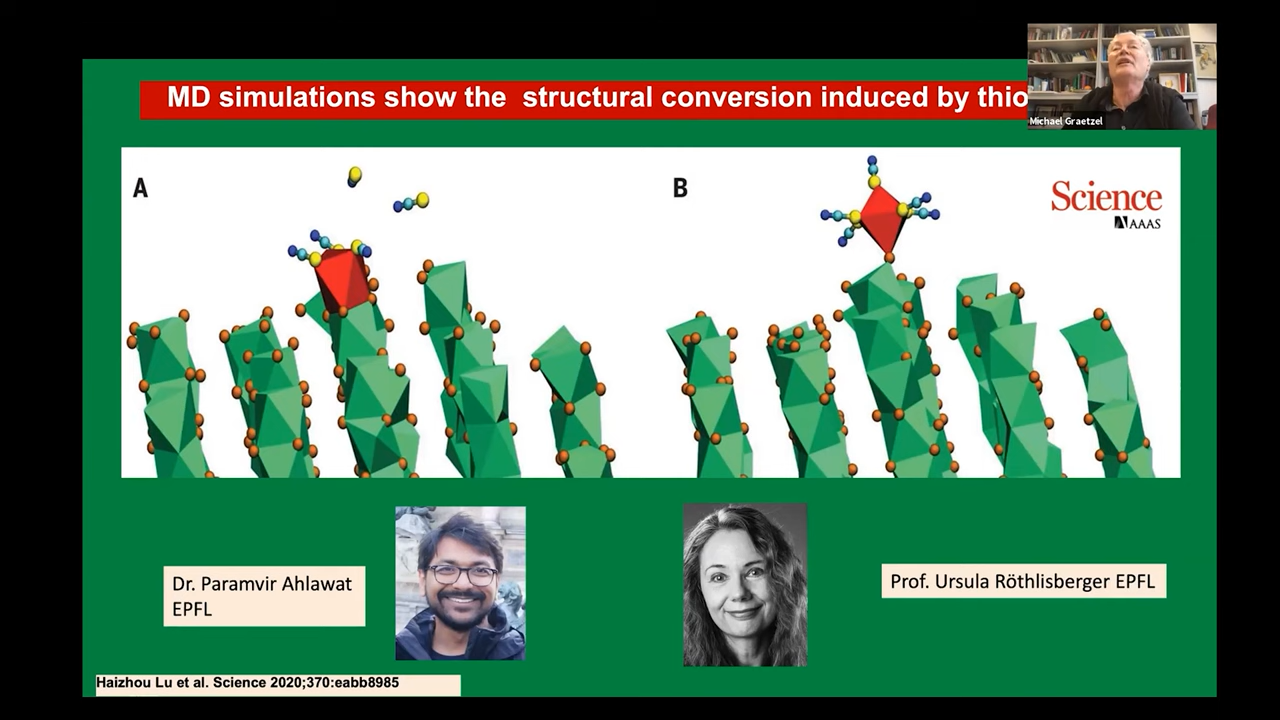 MD simulations show the structural conversion induced by thio
Michael Graetzel
A
B
Science
AAAS
Dr. Paramvir Ahlawat
EPFL
Prof. Ursula Röthlisberger EPFL
Haizhou Lu et al. Science 2020;370:eabb8985